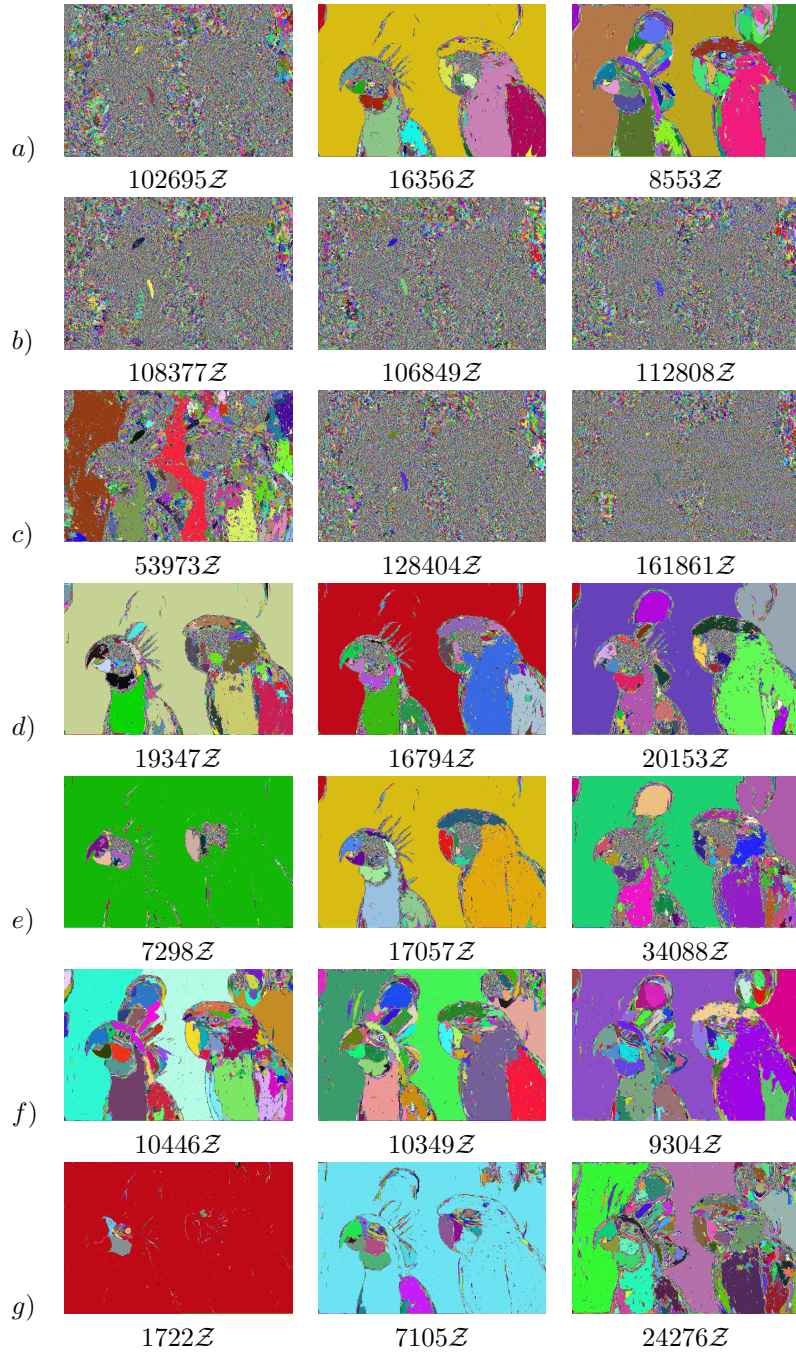 a)
102695𝒵 16356𝒵 8553𝒵
b)
108377𝒵 106849𝒵 112808𝒵
c)
53973𝒵 128404𝒵 161861𝒵
d)
19347𝒵 16794𝒵 20153𝒵
e)
7298𝒵 17057𝒵 34088𝒵
f)
10446𝒵 10349𝒵 9304𝒵
g)
1722𝒵 7105𝒵 24276𝒵